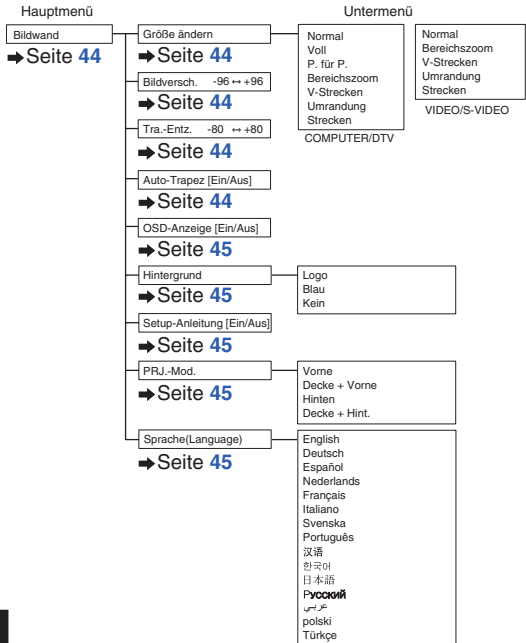 Hauptmenü
Untermenü
Bildwand
➡Seite 44
Größe ändern
➡Seite 44
Normal
Voll
P. für P.
Bereichszoom
V-Strecken
Umrandung
Strecken
COMPUTER/DTV
Normal
Bereichszoom
V-Strecken
Umrandung
Strecken
VIDEO/S-VIDEO
Bildversch. -96 ↔ +96
➡Seite 44
Tra.-Entz. -80 ↔ +80
➡Seite 44
Auto-Trapez [Ein/Aus]
➡Seite 44
OSD-Anzeige [Ein/Aus]
➡Seite 45
Hintergrund
➡Seite 45
Logo
Blau
Kein
Setup-Anleitung [Ein/Aus]
➡Seite 45
PRJ.-Mod.
➡Seite 45
Vorne
Decke + Vorne
Hinten
Decke + Hint.
Sprache(Language)
➡Seite 45
English
Deutsch
Español
Nederlands
Français
Italiano
Svenska
Português
汉语
한국어
日本語
Русский
عربي
polski
Türkçe